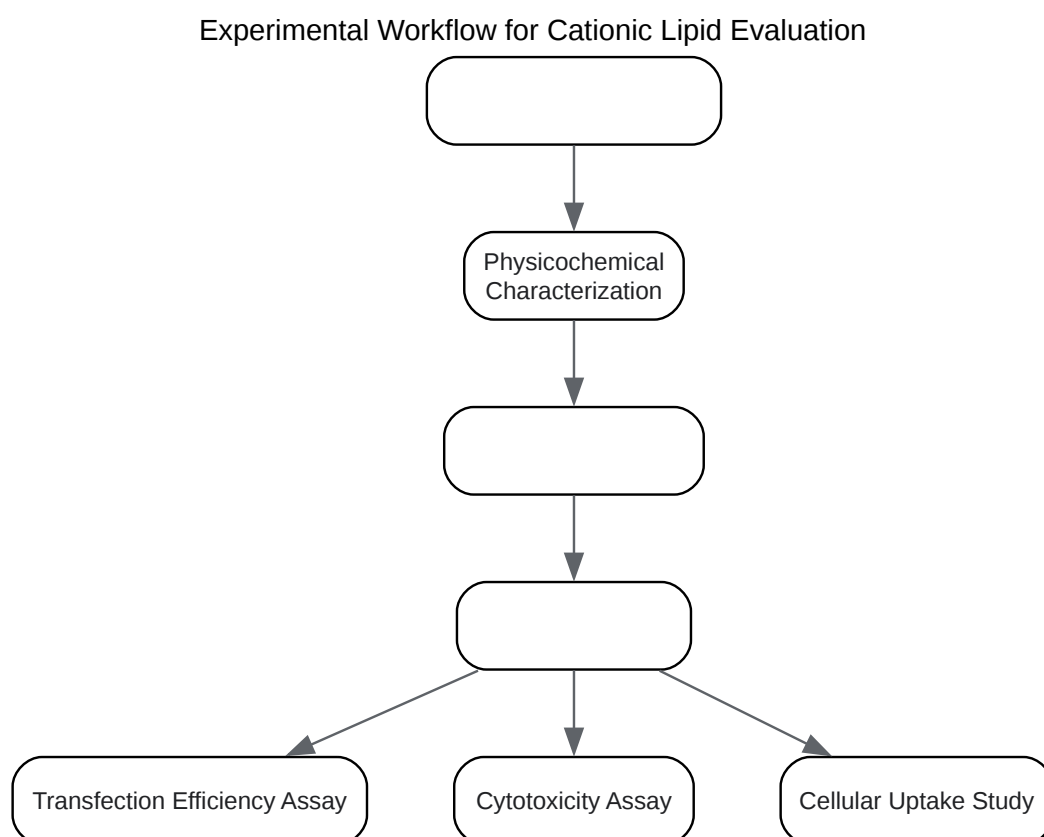 Experimental Workflow for Cationic Lipid Evaluation
Physicochemical
Characterization
Transfection Efficiency Assay
Cytotoxicity Assay
Cellular Uptake Study